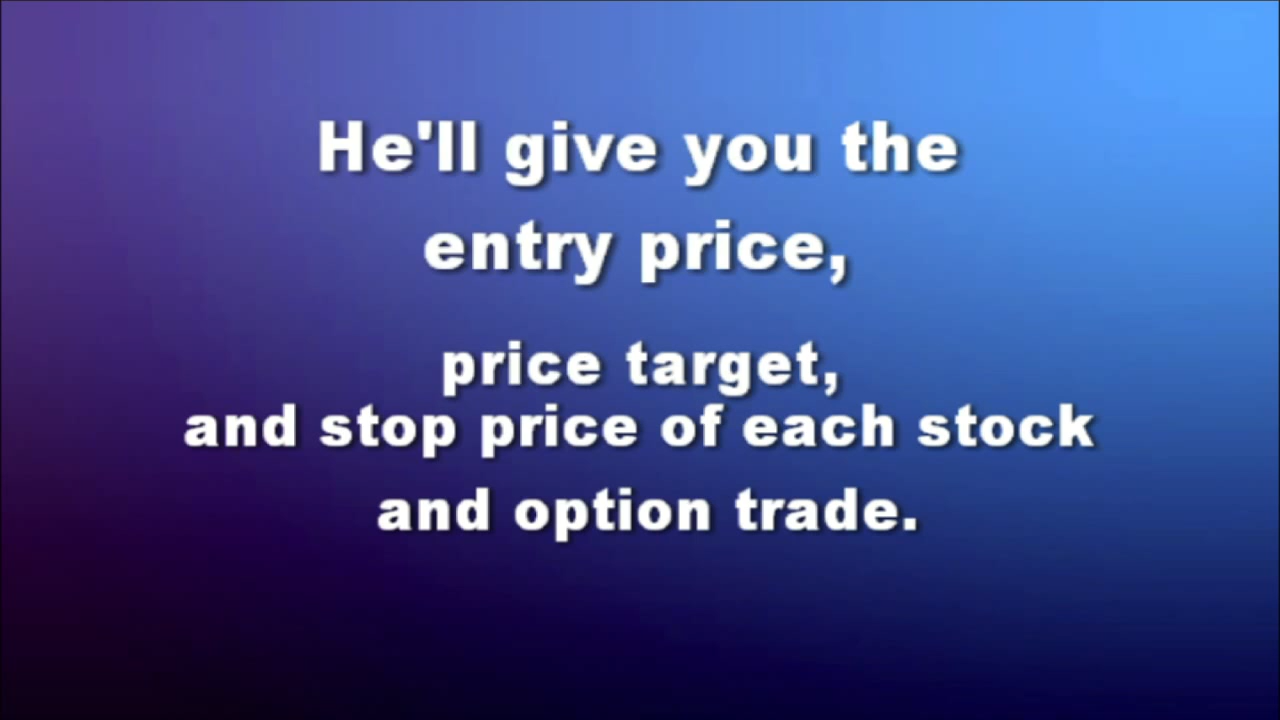 He'll give you the
entry price,
price target,
and stop price of each stock
and option trade.